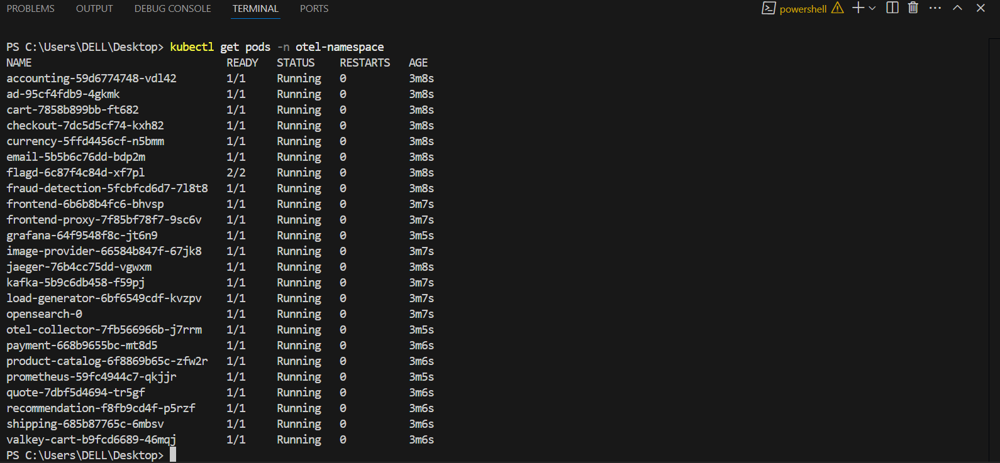 PROBLEMS OUTPUT DEBUG CONSOLE TERMINAL PORTS powershell
PS C:\Users\DELL\Desktop> kubectl get pods -n otel-namespace
NAME READY STATUS RESTARTS AGE
accounting-59d6774748-vdl42 1/1 Running 0 3m8s
ad-95cf4fdb9-4gkmk 1/1 Running 0 3m8s
cart-7858b899bb-ft682 1/1 Running 0 3m8s
checkout-7dc5d5cf74-kxh82 1/1 Running 0 3m8s
currency-5ffd4456cf-n5bmm 1/1 Running 0 3m8s
email-5b5b6c76dd-bdp2m 1/1 Running 0 3m8s
flagd-6c87f4c84d-xf7pl 2/2 Running 0 3m8s
fraud-detection-5fcbfcd6d7-7l8t8 1/1 Running 0 3m8s
frontend-6b6b8b4fc6-bhvsp 1/1 Running 0 3m7s
frontend-proxy-7f85bf78f7-9sc6v 1/1 Running 0 3m7s
grafana-64f9548f8c-jt6n9 1/1 Running 0 3m5s
image-provider-66584b847f-67jk8 1/1 Running 0 3m7s
jaeger-76b4cc75dd-vgwxm 1/1 Running 0 3m8s
kafka-5b9c6db458-f59pj 1/1 Running 0 3m7s
load-generator-6bf6549cdf-kvzpv 1/1 Running 0 3m7s
opensearch-0 1/1 Running 0 3m7s
otel-collector-7fb566966b-j7rrm 1/1 Running 0 3m5s
payment-668b9655bc-mt8d5 1/1 Running 0 3m6s
product-catalog-6f8869b65c-zfw2r 1/1 Running 0 3m6s
prometheus-59fc4944c7-qkjjr 1/1 Running 0 3m5s
quote-7dbf5d4694-tr5gf 1/1 Running 0 3m6s
recommendation-f8fb9cd4f-p5rzf 1/1 Running 0 3m6s
shipping-685b87765c-6mbsv 1/1 Running 0 3m6s
valkey-cart-b9fcd6689-46mqj 1/1 Running 0 3m6s
PS C:\Users\DELL\Desktop>